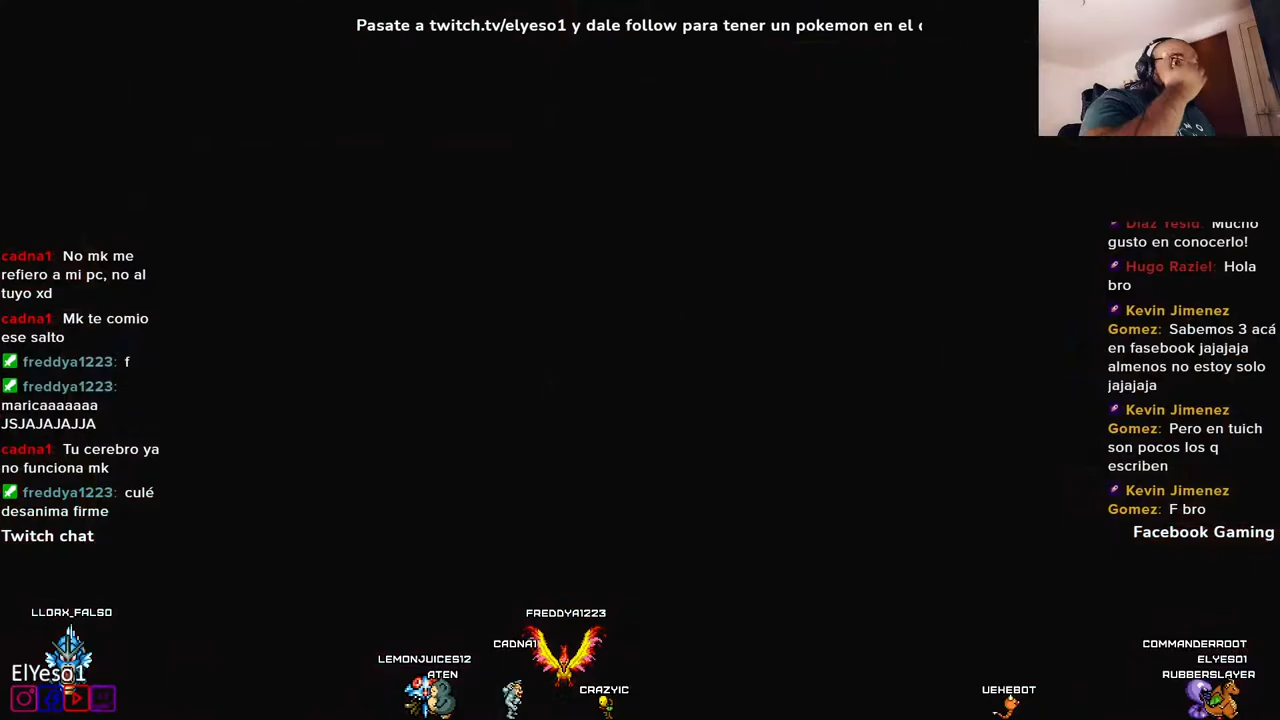 Pasate a twitch.tv/elyeso1 y dale follow para tener un pokemon en el
cadna1 No mk me
refiero a mi pc, no al
tuyo xd
cadna1 Mk te comio
ese salto
freddya1223: f
freddya1223:
maricaaaaaaa
JSJAJAJAJJA
cadna1 Tu cerebro ya
no funciona mk
freddya1223: culé
desanima firme
Twitch chat
Diaz Yesid: Mucho
gusto en conocerlo!
Hugo Raziel: Hola
bro
Kevin Jimenez
Gomez: Sabemos 3 acá
en fasebook jajajaja
almenos no estoy solo
jajajaja
Kevin Jimenez
Gomez: Pero en tuich
son pocos los q
escriben
Kevin Jimenez
Gomez: F bro
Facebook Gaming
LLORX_FALSO
ElYeso1
LEMONJUICES12
ATEN
CADNA1
FREDDYA1223
CRAZYIC
UEHEBOT
COMMANDERROOT
ELYESO1
RUBBERSLAYER